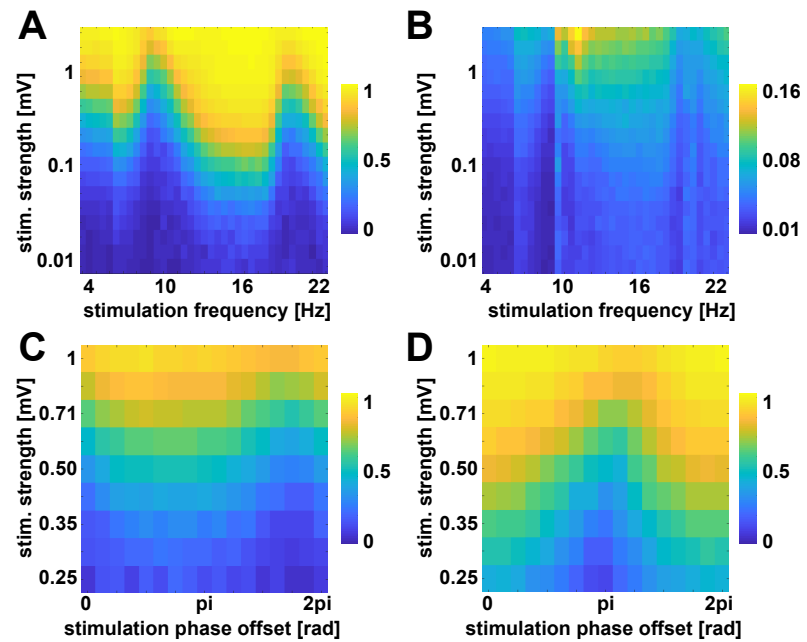 A
B
stim. strength [mV]
1
0.1
0.01
4
10
16
22
stimulation frequency [Hz]
1
0.5
0
stim. strength [mV]
1
0.1
0.01
4
10
16
22
stimulation frequency [Hz]
0.16
0.08
0.01
C
D
stim. strength [mV]
1
0.71
0.50
0.35
0.25
0
pi
2pi
stimulation phase offset [rad]
1
0.5
0
stim. strength [mV]
1
0.71
0.50
0.35
0.25
0
pi
2pi
stimulation phase offset [rad]
1
0.5
0